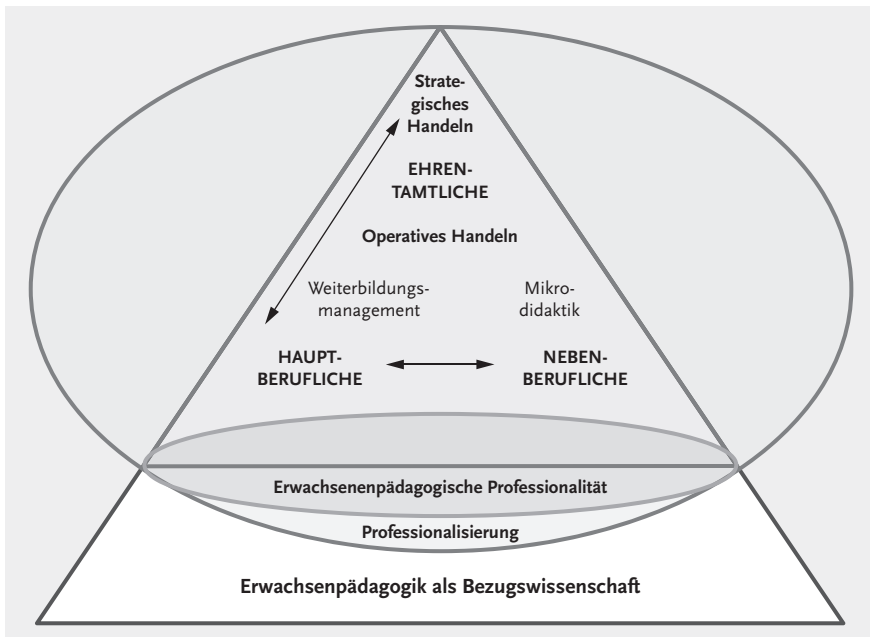 Strate-
gisches
Handeln
EHREN-
TAMTLICHE
Operatives Handeln
Weiterbildungs-
management
Mikro-
didaktik
HAUPT-
BERUFLICHE
NEBEN-
BERUFLICHE
Erwachsenenpädagogische Professionalität
Professionalisierung
Erwachsenpädagogik als Bezugswissenschaft